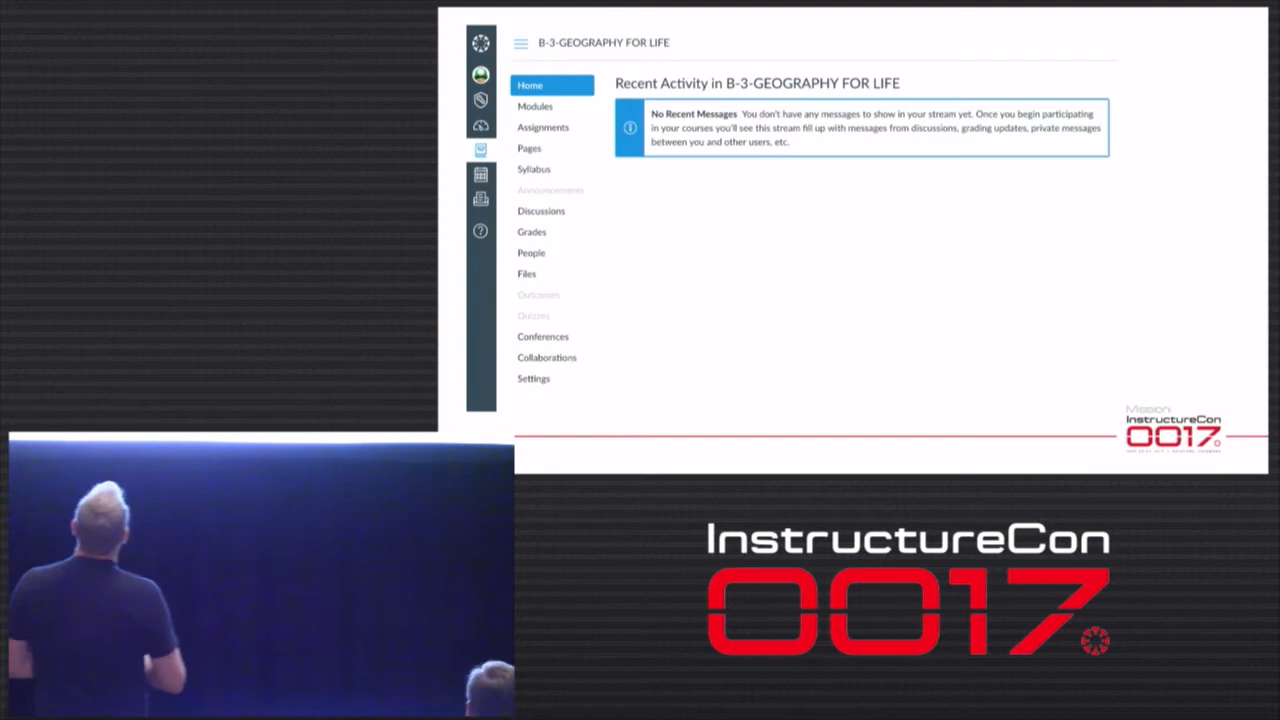 B-3-GEOGRAPHY FOR LIFE
Home
Modules
Assignments
Pages
Syllabus
Announcements
Discussions
Grades
People
Files
Outcomes
Quizzes
Conferences
Collaborations
Settings
Recent Activity in B-3-GEOGRAPHY FOR LIFE
No Recent Messages You don't have any messages to show in your stream yet. Once you begin participating
in your courses you'll see this stream fill up with messages from discussions, grading updates, private messages
between you and other users, etc.
Mission:
InstructureCon
0017
InstructureCon
0017